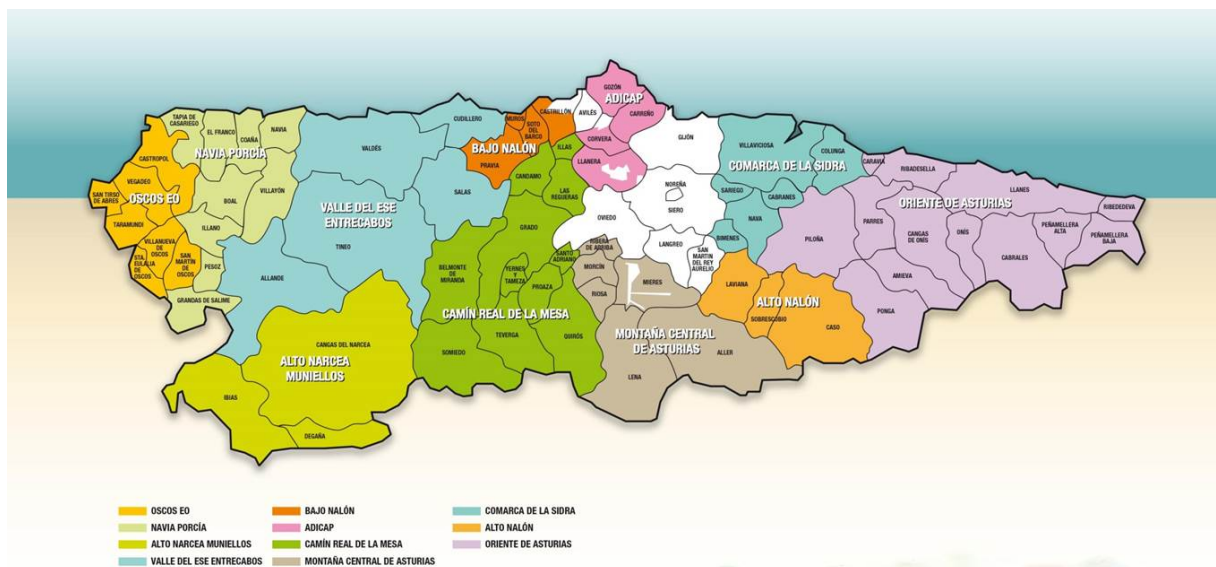 GOZÓN
ADICAP
TAPIA DE
CASARIEGO
EL FRANCO
COAÑA
NAVIA
NAVIA PORCÍA
CASTROPOL
VEGADEO
OSCOS EO
SAN TIRSO
DE ABRES
TARAMUNDI
VILLANUEVA
DE
OSCOS
STA.
EULALIA
DE
OSCOS
SAN
MARTÍN
DE OSCOS
BOAL
VILLAYÓN
ILLANO
PESOZ
GRANDAS DE SALIME
VALDÉS
CUDILLERO
VALLE DEL ESE
ENTRECABOS
SALAS
TINEO
ALLANDE
MUROS
SOTO
DEL
BARCO
CASTRILLÓN
BAJO NALÓN
PRAVIA
AVILÉS
CARREÑO
CORVERA
LLANERA
ILLAS
CANDAMO
LAS
REGUERAS
GRADO
GIJÓN
NOREÑA
SIERO
OVIEDO
LANGREO
SAN
MARTIN
DEL REY
AURELIO
VILLAVICIOSA
COLUNGA
COMARCA DE LA SIDRA
SARIEGO
CABRANES
NAVA
BIMENES
CARAVIA
RIBADESELLA
LLANES
ORIENTE DE ASTURIAS
RIBEDEDEVA
PILOÑA
PARRES
CANGAS
DE ONÍS
ONÍS
PEÑAMELLERA
ALTA
PEÑAMELLERA
BAJA
CABRALES
AMIEVA
PONGA
BELMONTE
DE
MIRANDA
YERNES
Y
TAMEZA
PROAZA
SANTO
ADRIANO
CAMÍN REAL DE LA MESA
TEVERGA
QUIRÓS
SOMIEDO
RIBERA
DE ARRIBA
MORCÍN
RIOSA
MIERES
MONTAÑA CENTRAL
DE ASTURIAS
ALLER
LENA
LAVIANA
ALTO NALÓN
SOBRESCOBIO
CASO
CANGAS DEL NARCEA
ALTO NARCEA
MUNIELLOS
IBIAS
DEGAÑA
OSCOS EO
NAVIA PORCÍA
ALTO NARCEA MUNIELLOS
VALLE DEL ESE ENTRECABOS
BAJO NALÓN
ADICAP
CAMÍN REAL DE LA MESA
MONTAÑA CENTRAL DE ASTURIAS
COMARCA DE LA SIDRA
ALTO NALÓN
ORIENTE DE ASTURIAS